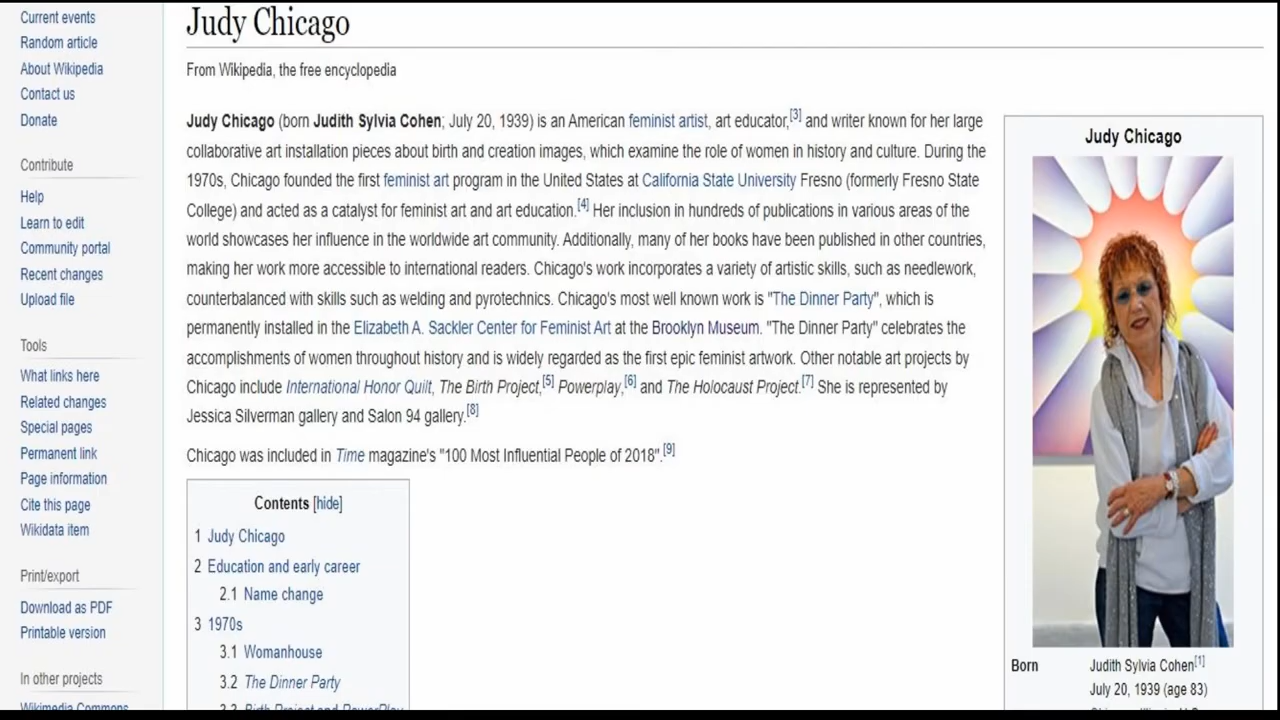 Current events
Random article
About Wikipedia
Contact us
Donate
Contribute
Help
Learn to edit
Community portal
Recent changes
Upload file
Tools
What links here
Related changes
Special pages
Permanent link
Page information
Cite this page
Wikidata item
Print/export
Download as PDF
Printable version
In other projects
Wikimedia Commons
Judy Chicago
From Wikipedia, the free encyclopedia
Judy Chicago (born Judith Sylvia Cohen; July 20, 1939) is an American feminist artist, art educator,[3] and writer known for her large
collaborative art installation pieces about birth and creation images, which examine the role of women in history and culture. During the
1970s, Chicago founded the first feminist art program in the United States at California State University Fresno (formerly Fresno State
College) and acted as a catalyst for feminist art and art education.[4] Her inclusion in hundreds of publications in various areas of the
world showcases her influence in the worldwide art community. Additionally, many of her books have been published in other countries,
making her work more accessible to international readers. Chicago's work incorporates a variety of artistic skills, such as needlework,
counterbalanced with skills such as welding and pyrotechnics. Chicago's most well known work is "The Dinner Party", which is
permanently installed in the Elizabeth A. Sackler Center for Feminist Art at the Brooklyn Museum. "The Dinner Party" celebrates the
accomplishments of women throughout history and is widely regarded as the first epic feminist artwork. Other notable art projects by
Chicago include International Honor Quilt, The Birth Project,[5] Powerplay,[6] and The Holocaust Project.[7] She is represented by
Jessica Silverman gallery and Salon 94 gallery.[8]
Chicago was included in Time magazine's "100 Most Influential People of 2018".[9]
Contents [hide]
1 Judy Chicago
2 Education and early career
2.1 Name change
3 1970s
3.1 Womanhouse
3.2 The Dinner Party
3.3 Birth Project and PowerPlay
Judy Chicago
Born Judith Sylvia Cohen[1]
July 20, 1939 (age 83)